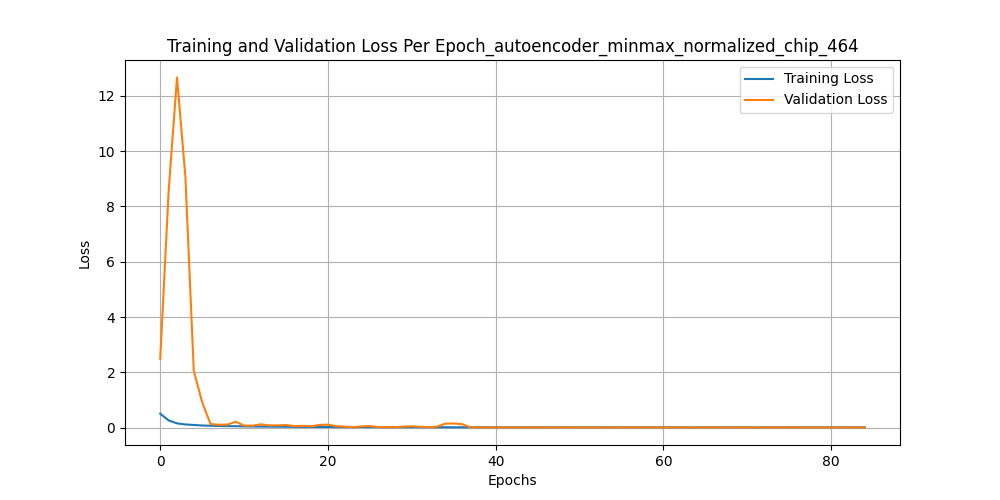 Training and Validation Loss Per Epoch_autoencoder_minmax_normalized_chip_464
Training Loss
Validation Loss
Loss
12
10
8
6
4
2
0
0 20 40 60 80
Epochs